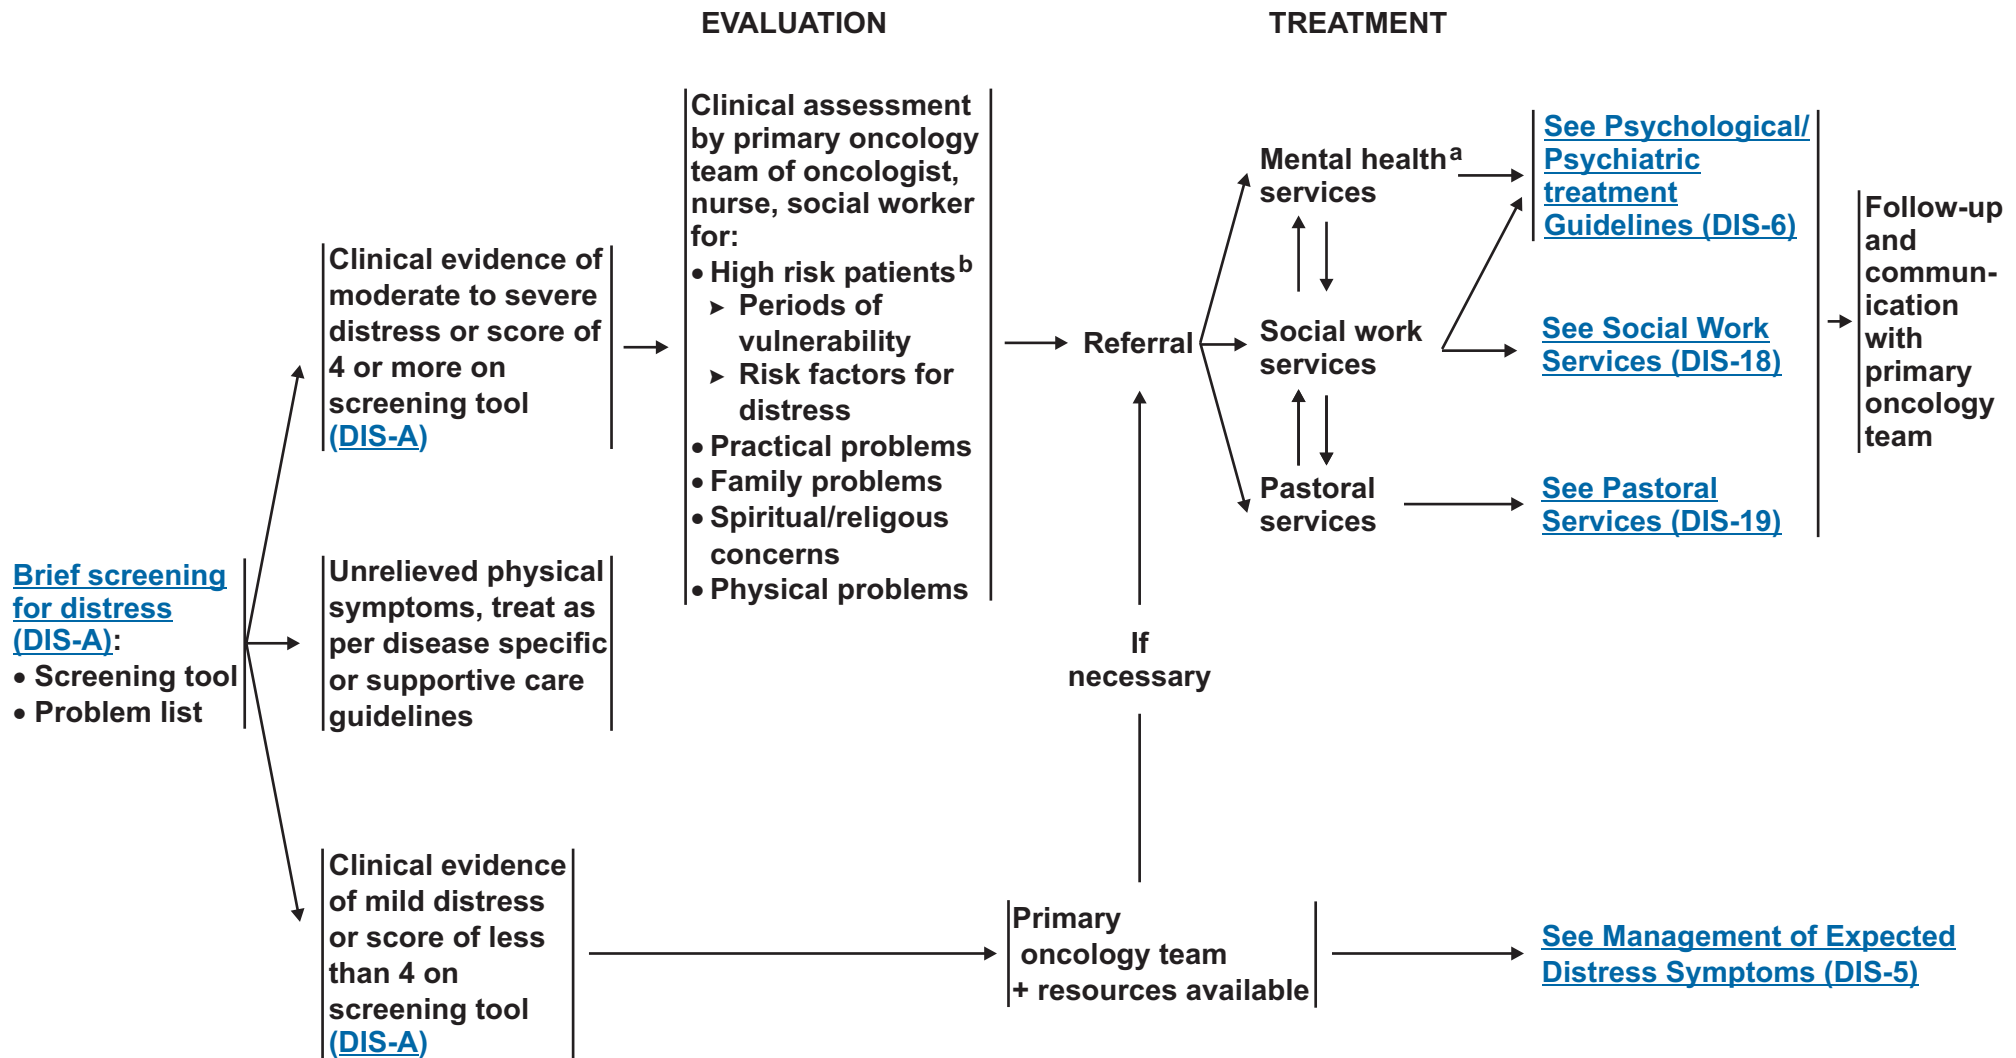 EVALUATION
TREATMENT
Brief screening
for distress
(DIS-A):
• Screening tool
• Problem list
Clinical evidence of
moderate to severe
distress or score of
4 or more on
screening tool
(DIS-A)
Unrelieved physical
symptoms, treat as
per disease specific
or supportive care
guidelines
Clinical evidence
of mild distress
or score of less
than 4 on
screening tool
(DIS-A)
Clinical assessment
by primary oncology
team of oncologist,
nurse, social worker
for:
• High risk patients b
➤ Periods of
vulnerability
➤ Risk factors for
distress
• Practical problems
• Family problems
• Spiritual/religous
concerns
• Physical problems
Referral
If
necessary
Primary
oncology team
+ resources available
Mental health a
services
Social work
services
Pastoral
services
See Psychological/
Psychiatric
treatment
Guidelines (DIS-6)
See Social Work
Services (DIS-18)
See Pastoral
Services (DIS-19)
See Management of Expected
Distress Symptoms (DIS-5)
Follow-up
and
commun-
ication
with
primary
oncology
team